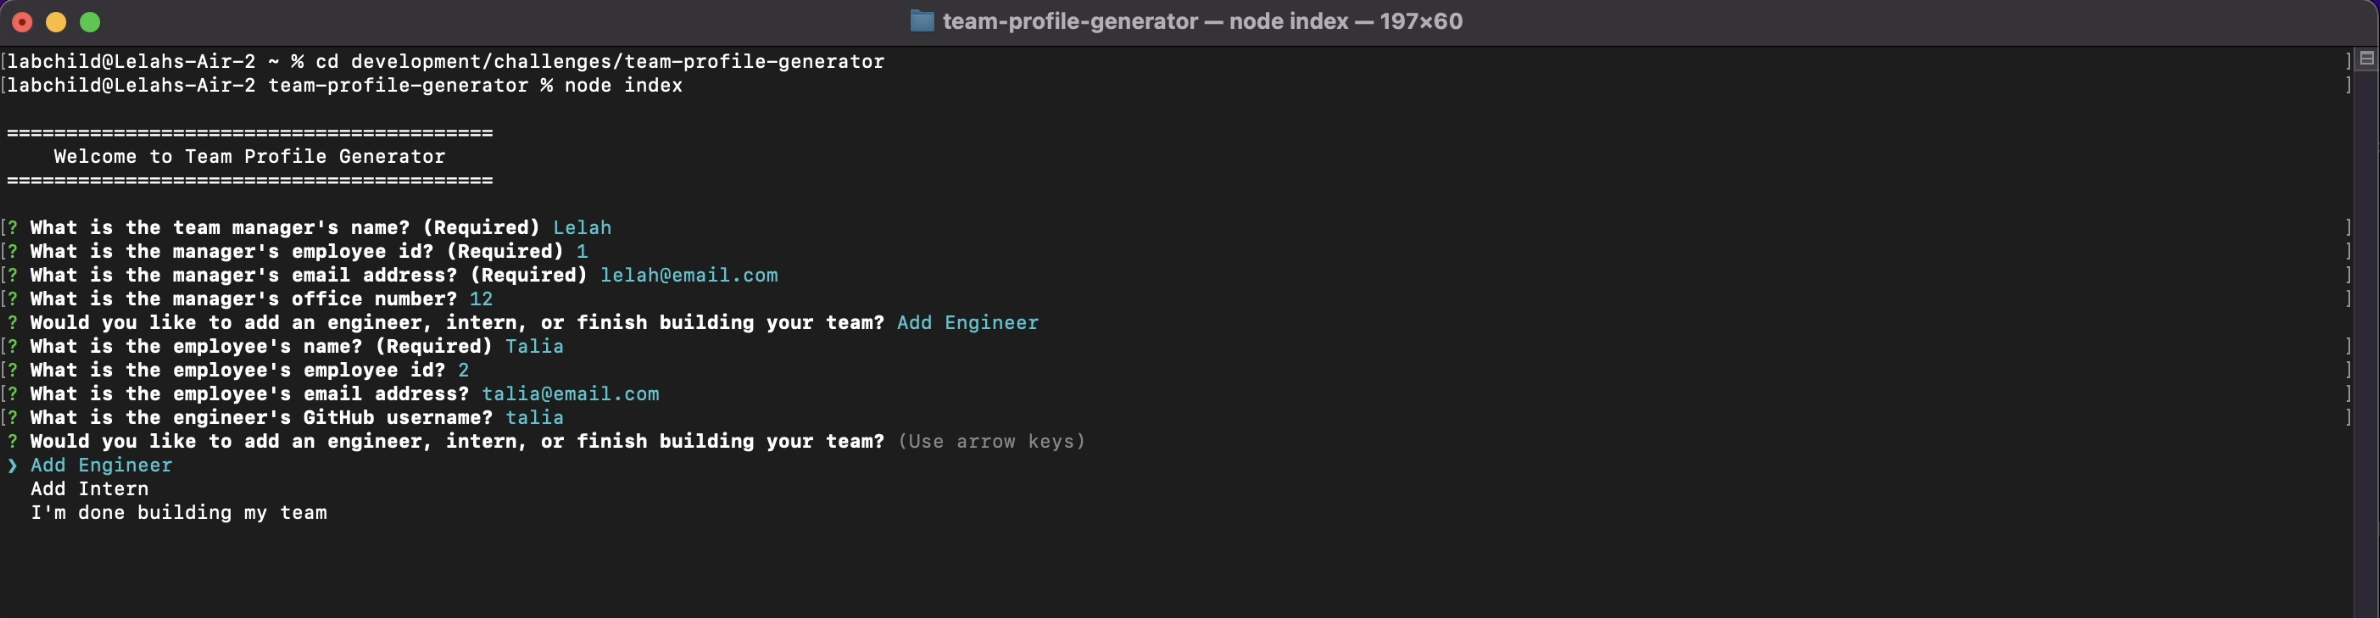 team-profile-generator — node index — 197×60
[labchild@Lelahs-Air-2 ~ % cd development/challenges/team-profile-generator ]
[labchild@Lelahs-Air-2 team-profile-generator % node index ]
=========================================
Welcome to Team Profile Generator
=========================================
[? What is the team manager's name? (Required) Lelah ]
[? What is the manager's employee id? (Required) 1 ]
[? What is the manager's email address? (Required) lelah@email.com ]
[? What is the manager's office number? 12 ]
? Would you like to add an engineer, intern, or finish building your team? Add Engineer
[? What is the employee's name? (Required) Talia ]
[? What is the employee's employee id? 2 ]
[? What is the employee's email address? talia@email.com ]
[? What is the engineer's GitHub username? talia ]
? Would you like to add an engineer, intern, or finish building your team? (Use arrow keys)
❯ Add Engineer
Add Intern
I'm done building my team